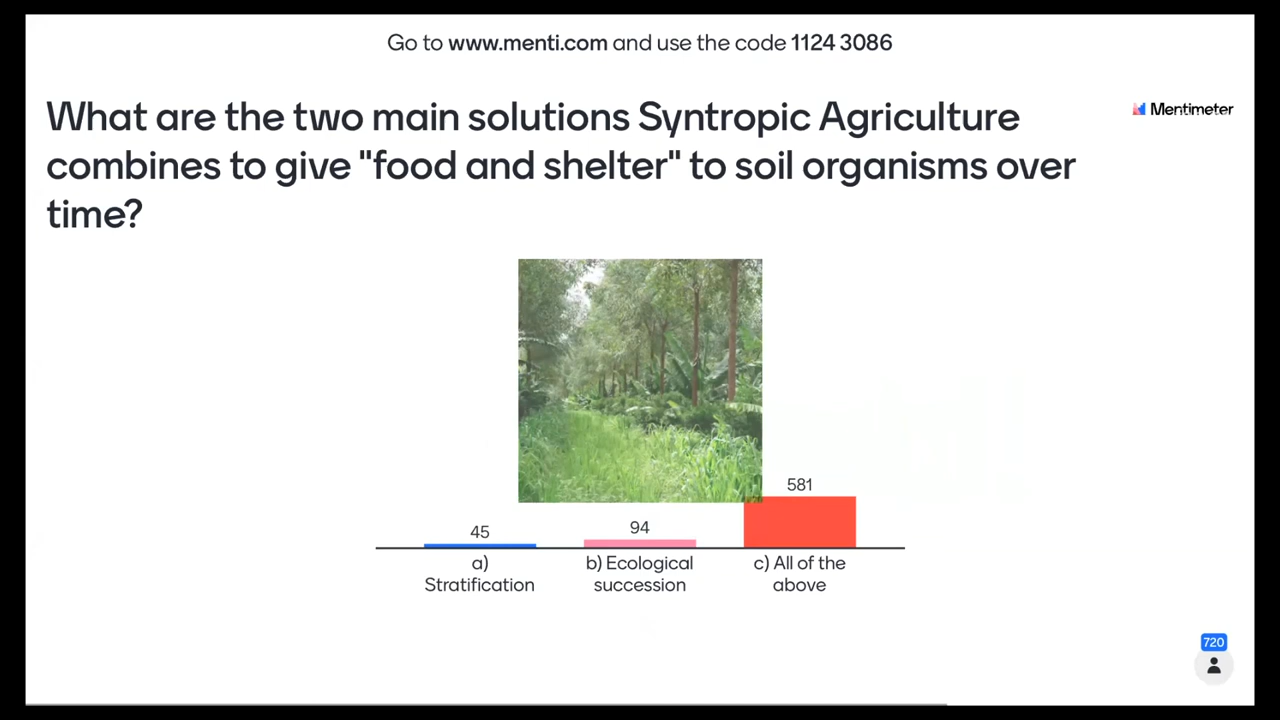 Go to www.menti.com and use the code 1124 3086
What are the two main solutions Syntropic Agriculture
combines to give "food and shelter" to soil organisms over
time?
Mentimeter
45
94
581
a)
Stratification
b) Ecological
succession
c) All of the
above
720